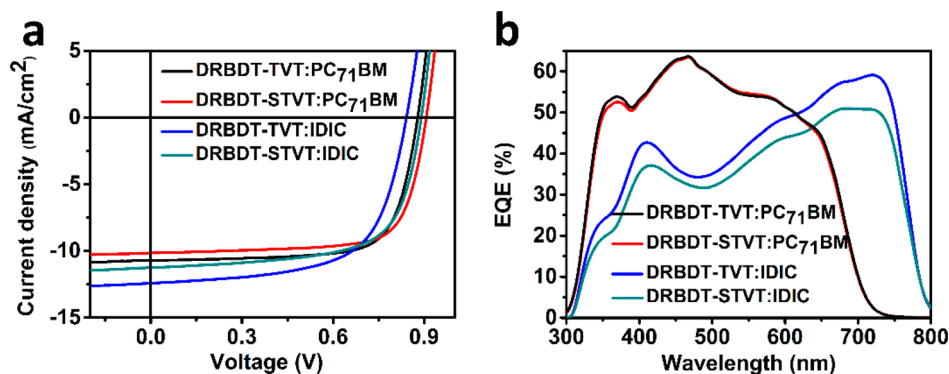 a
5
0
-5
-10
-15
0.0
0.3
0.6
0.9
Current density (mA/cm²)
Voltage (V)
DRBDT-TVT:PC₇₁BM
DRBDT-STVT:PC₇₁BM
DRBDT-TVT:IDIC
DRBDT-STVT:IDIC
b
60
50
40
30
20
10
0
300
400
500
600
700
800
EQE (%)
Wavelength (nm)
DRBDT-TVT:PC₇₁BM
DRBDT-STVT:PC₇₁BM
DRBDT-TVT:IDIC
DRBDT-STVT:IDIC